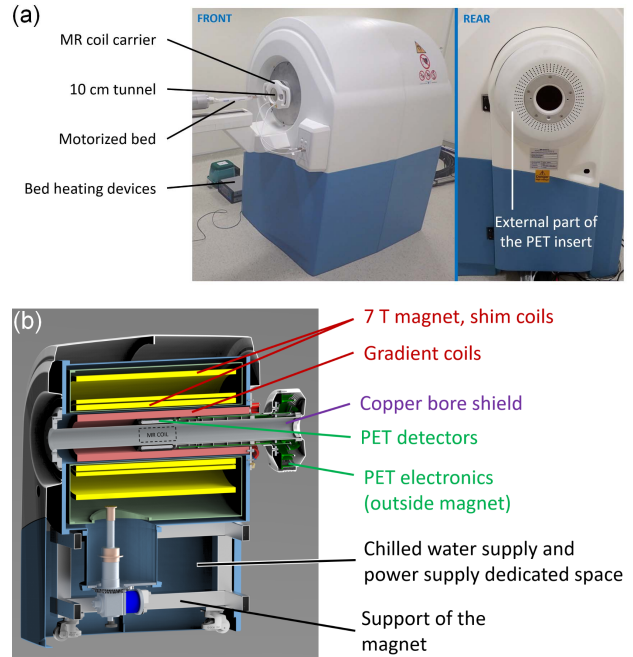 (a)
FRONT
REAR
MR coil carrier
10 cm tunnel
Motorized bed
Bed heating devices
External part of
the PET insert
(b)
7 T magnet, shim coils
Gradient coils
Copper bore shield
PET detectors
MR COIL
PET electronics
(outside magnet)
Chilled water supply and
power supply dedicated space
Support of the
magnet